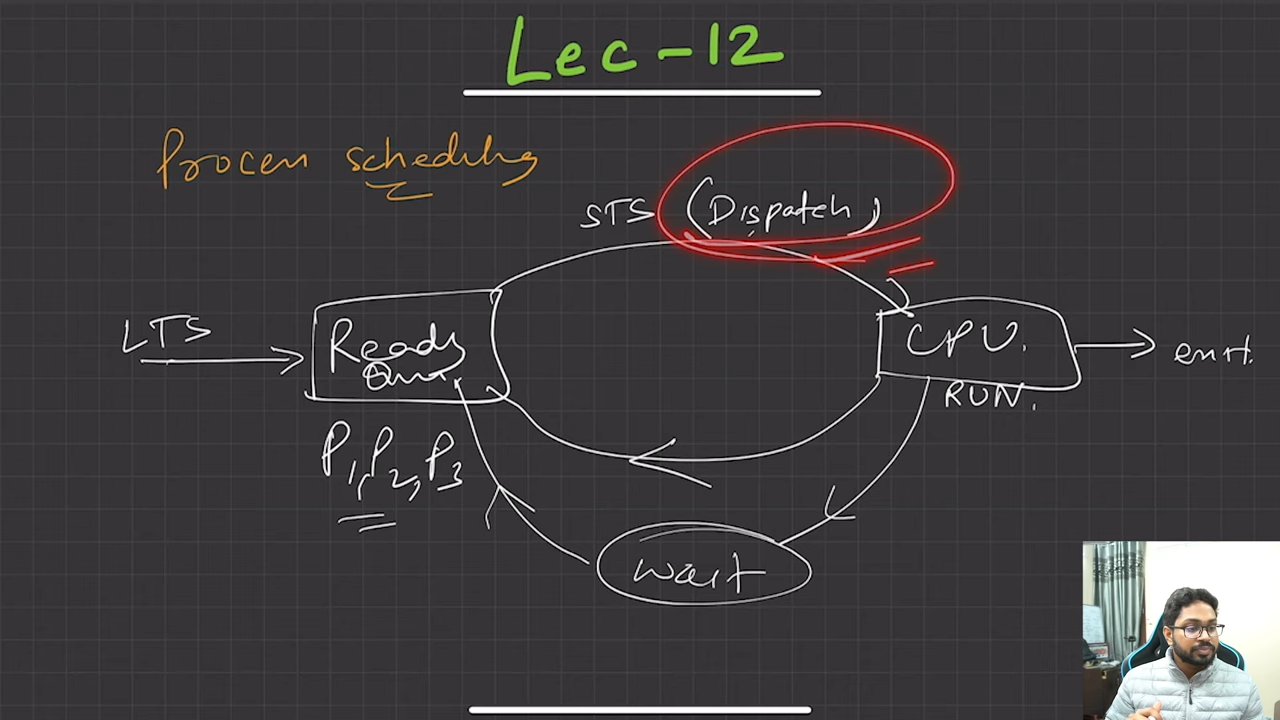 Lec-12
Process scheduling
STS (Dispatch)
LTS
Ready
Queue
CPU.
exit.
RUN.
P1, P2, P3
wait